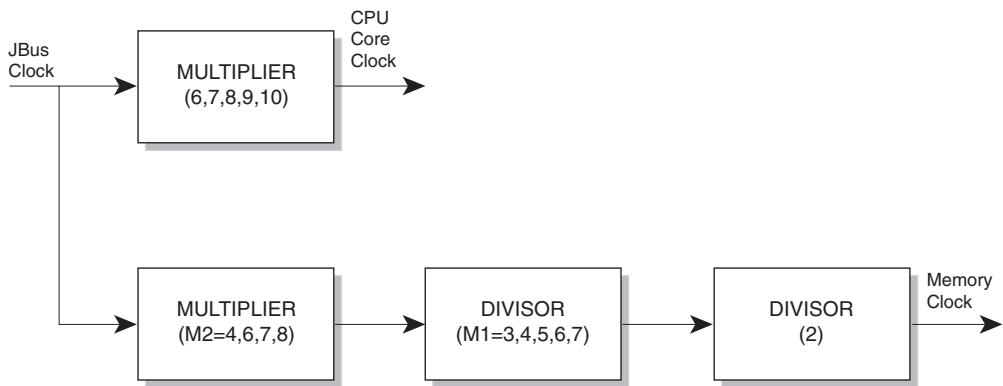 JBus
Clock
MULTIPLIER
(6,7,8,9,10)
CPU
Core
Clock
MULTIPLIER
(M2=4,6,7,8)
DIVISOR
(M1=3,4,5,6,7)
DIVISOR
(2)
Memory
Clock